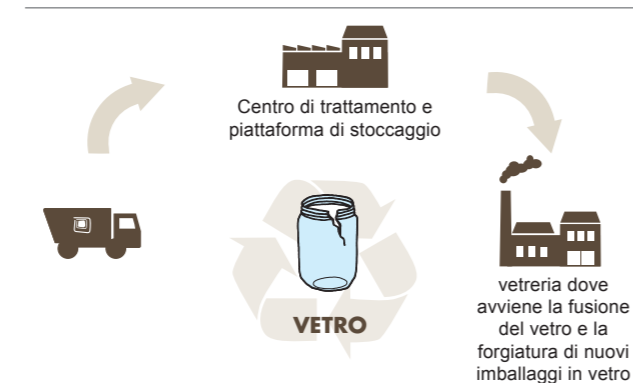 Centro di trattamento e
piattaforma di stoccaggio
VETRO
vetreria dove
avviene la fusione
del vetro e la
forgiatura di nuovi
imballaggi in vetro